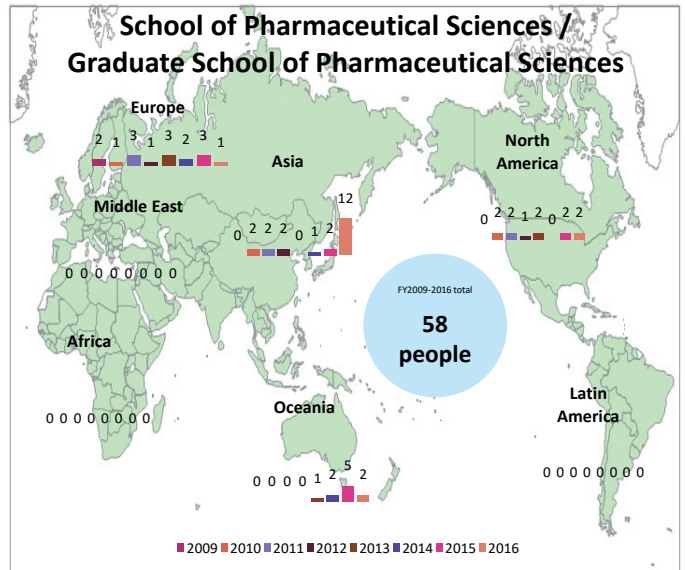 School of Pharmaceutical Sciences /
Graduate School of Pharmaceutical Sciences
Europe
2 1 3 1 3 2 3 1
Asia
North
America
0 2 2 1 2 0 2 2
Middle East
0 0 0 0 0 0 0 0
0 2 2 2 0 1 2 12
FY2009-2016 total
58
people
Africa
0 0 0 0 0 0 0 0
Oceania
0 0 0 0 1 2 5 2
Latin
America
0 0 0 0 0 0 0 0
2009 2010 2011 2012 2013 2014 2015 2016